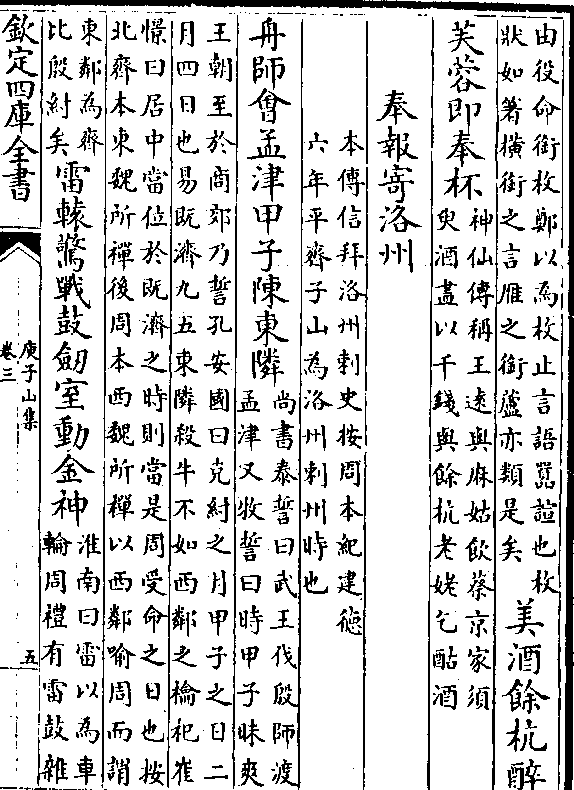 由役命銜枚鄭以為枚止言語囂諠也枚
狀如箸横銜之言雁之銜蘆亦類是矣
美酒餘杭醉
芙蓉即奉杯
神仙傳稱王逺與麻姑飲蔡京家須
臾酒盡以千錢與餘杭老姥乞酤酒
奉報寄洛州
本傳信拜洛州刺史按周本紀建德
六年平齊子山為洛州刺州時也
舟師會孟津甲子陳東隣
尚書泰誓曰武王伐殷師渡
孟津又牧誓曰時甲子昧爽
王朝至於商郊乃誓孔安國曰克紂之月甲子之日二
月四日也易既濟九五東隣殺牛不如西鄰之禴祀崔
憬曰居中當位於既濟之時則當是周受命之日也按
北齊本東魏所禪後周本西魏所禪以西鄰喻周而誚
東鄰為齊
比殷紂矣
雷轅驚戰鼓劒室動金神
淮南曰雷以為車
輪周禮有雷鼓雜
欽定四庫全書
庾子山集
卷三
五